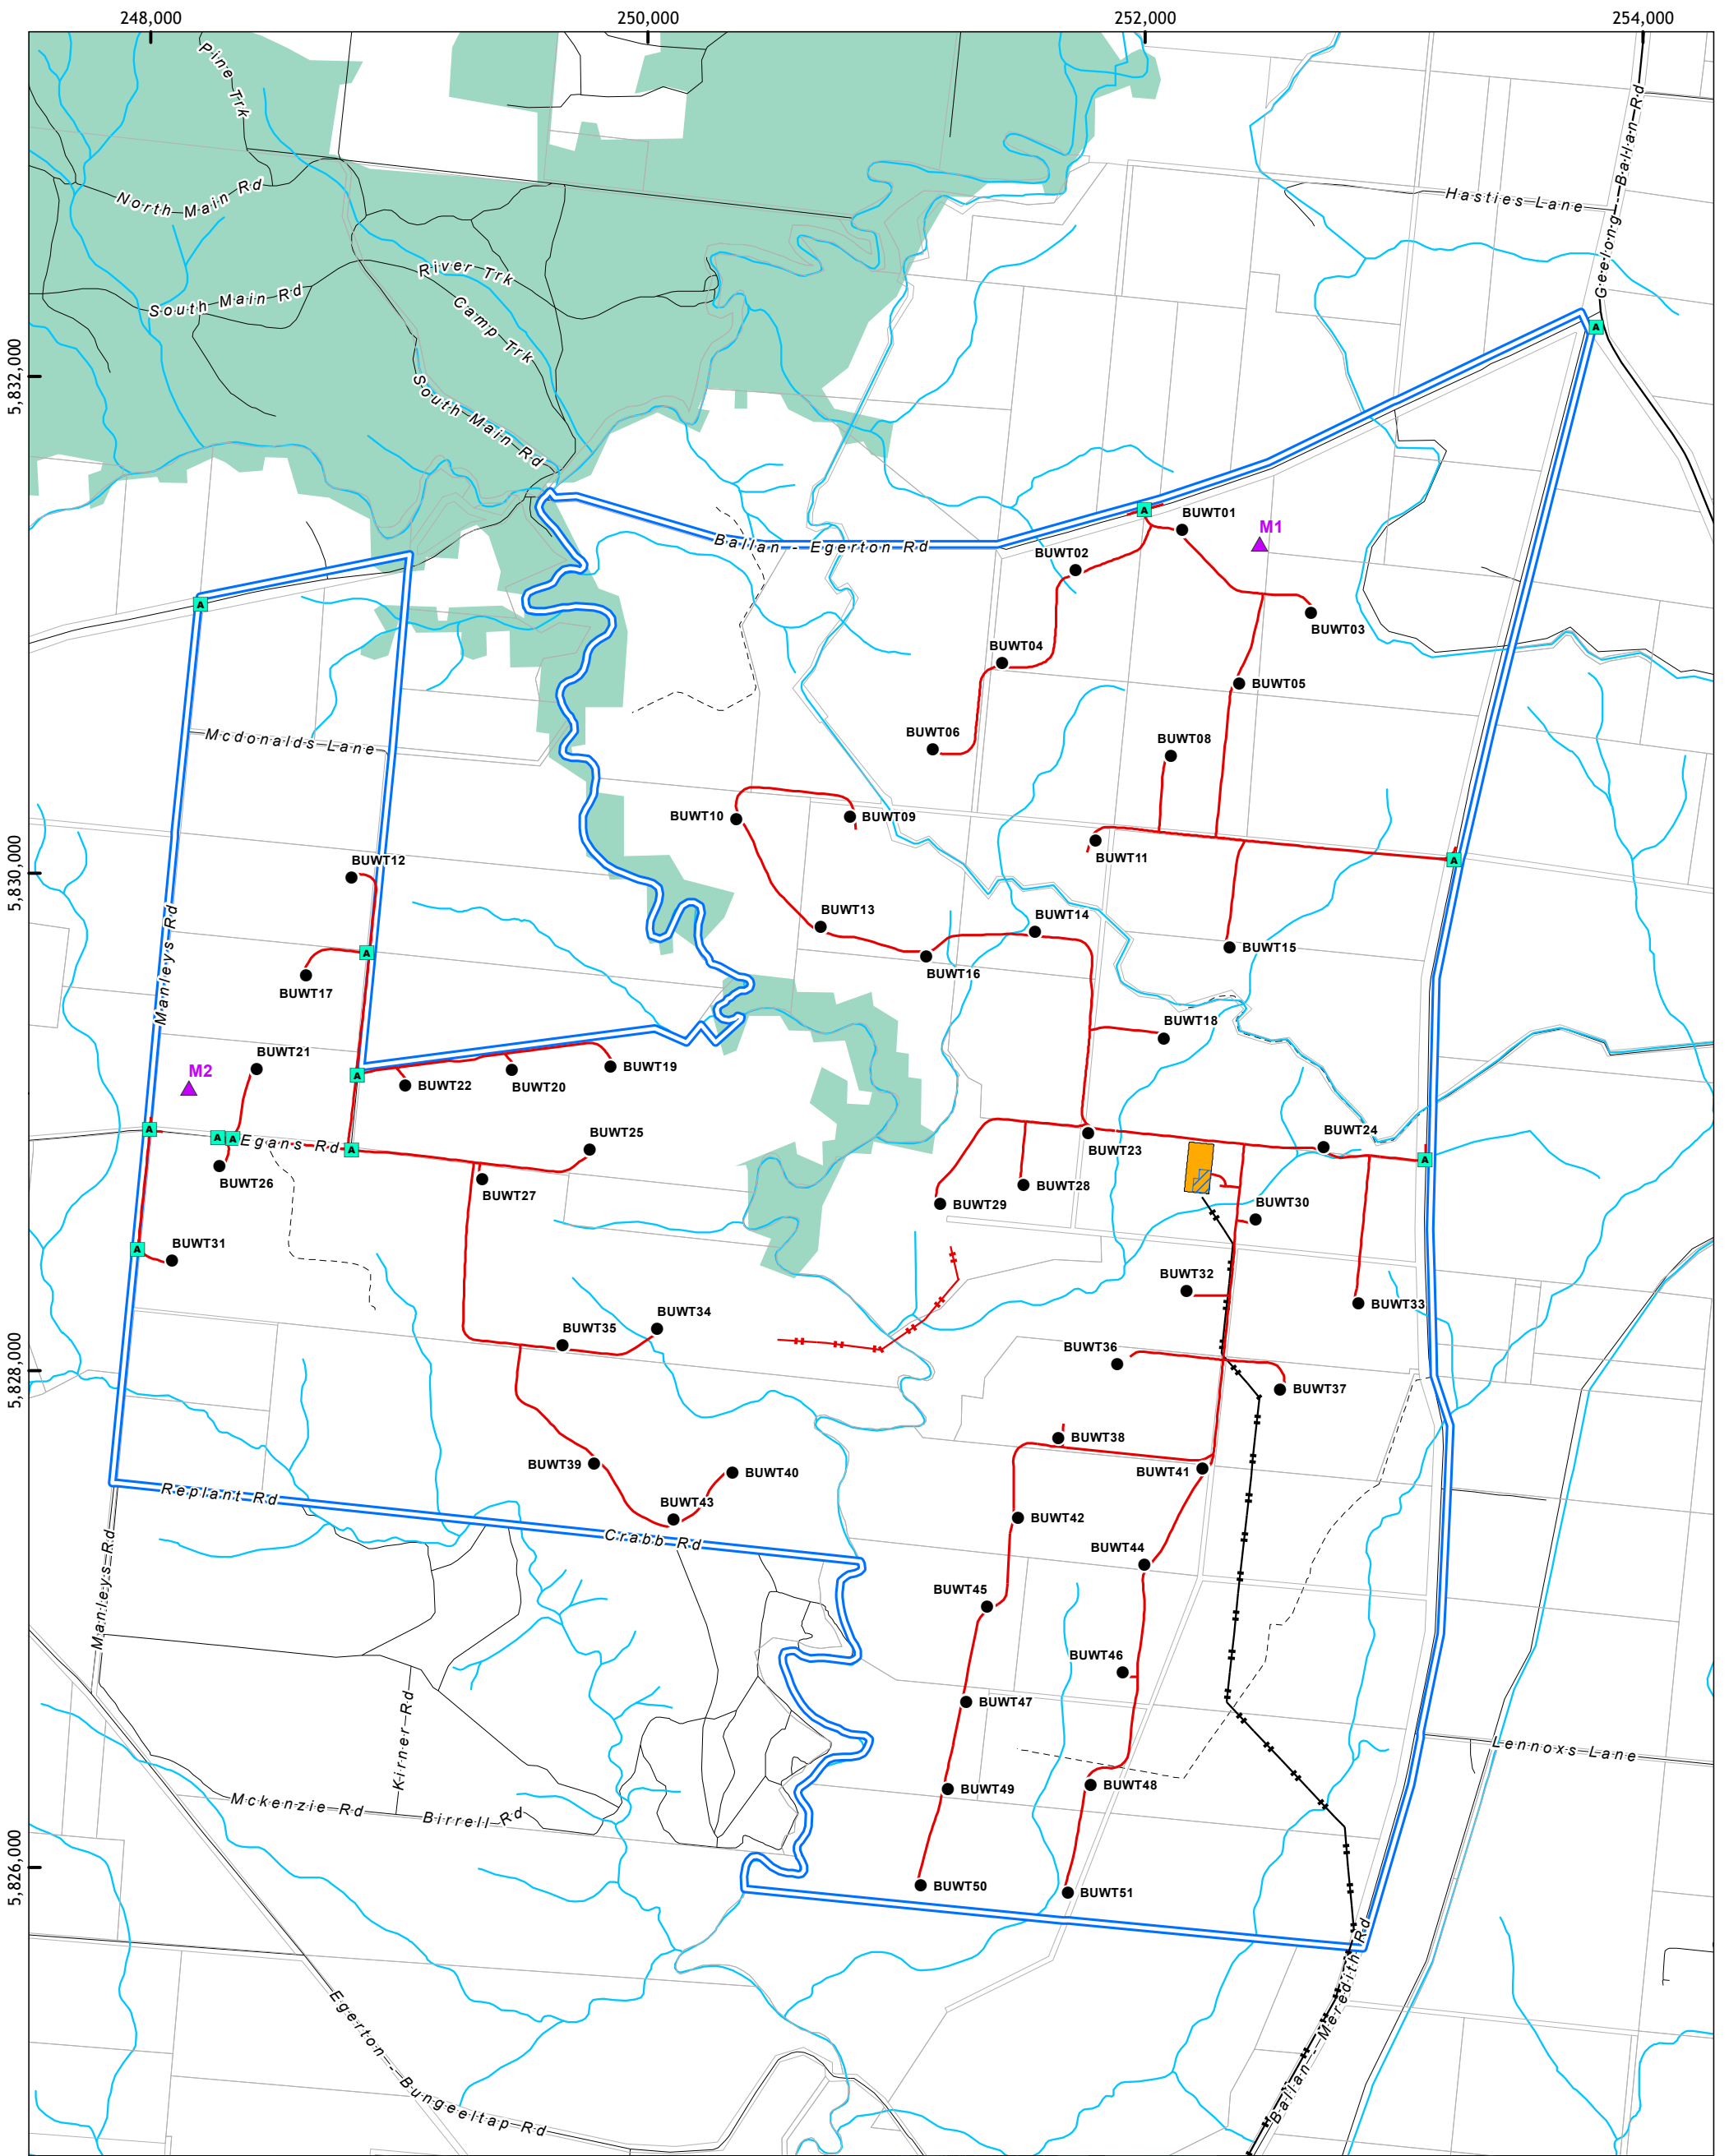 248,000
250,000
252,000
254,000
Pine Trk
Geelong - Ballan - Rd
North Main Rd
Hasties Lane
River Trk
South Main Rd
Camp Trk
5,832,000
South Main Rd
A
A
BUWT01
M1
Ballan - Egerton Rd
BUWT02
A
BUWT03
BUWT04
BUWT05
Mcdonalds Lane
BUWT06
BUWT08
BUWT10
BUWT09
BUWT11
A
BUWT12
5,830,000
BUWT13
BUWT14
Manleys Rd
A
BUWT15
BUWT16
BUWT17
BUWT18
BUWT21
M2
A
BUWT22
BUWT20
BUWT19
A
A
A
Egans Rd
A
BUWT25
BUWT23
BUWT24
A
BUWT26
BUWT27
BUWT28
BUWT29
BUWT30
A
BUWT31
BUWT32
BUWT33
BUWT34
BUWT35
BUWT36
5,828,000
BUWT37
BUWT38
BUWT39
BUWT40
BUWT41
Replant Rd
BUWT43
BUWT42
Crabb Rd
Manleys Rd
BUWT44
BUWT45
BUWT46
Kirner Rd
BUWT47
Lennoxs Lane
BUWT49
BUWT48
Mckenzie Rd
Birrell Rd
5,826,000
BUWT50
BUWT51
Egerton - Bungeeltap Rd
Ballan - Meredith Rd